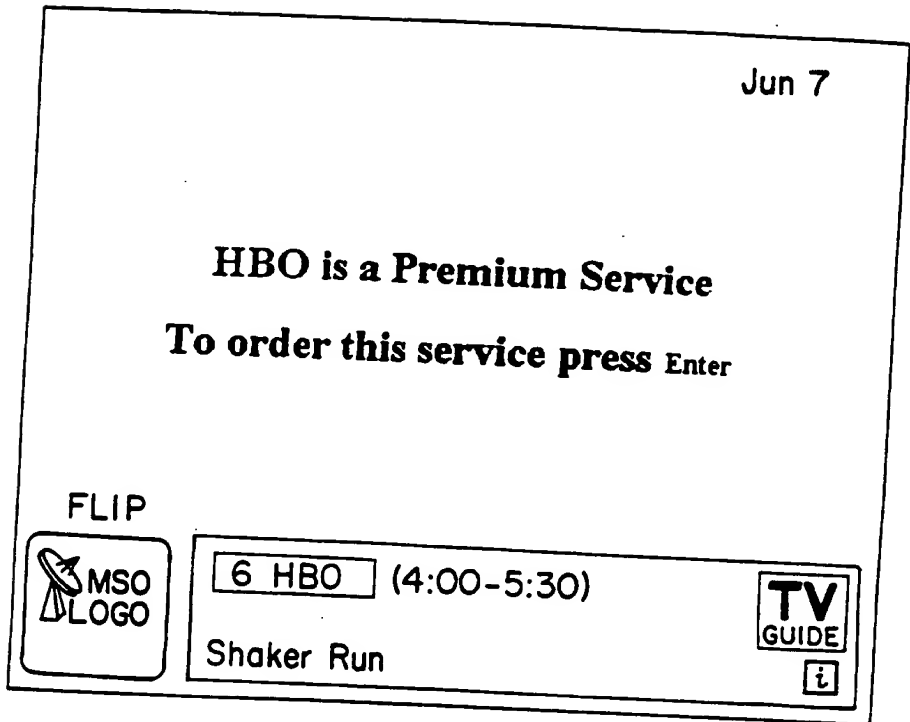 Jun 7
HBO is a Premium Service
To order this service press Enter
FLIP
MSO
LOGO
6 HBO (4:00-5:30)
Shaker Run
TV
GUIDE
i